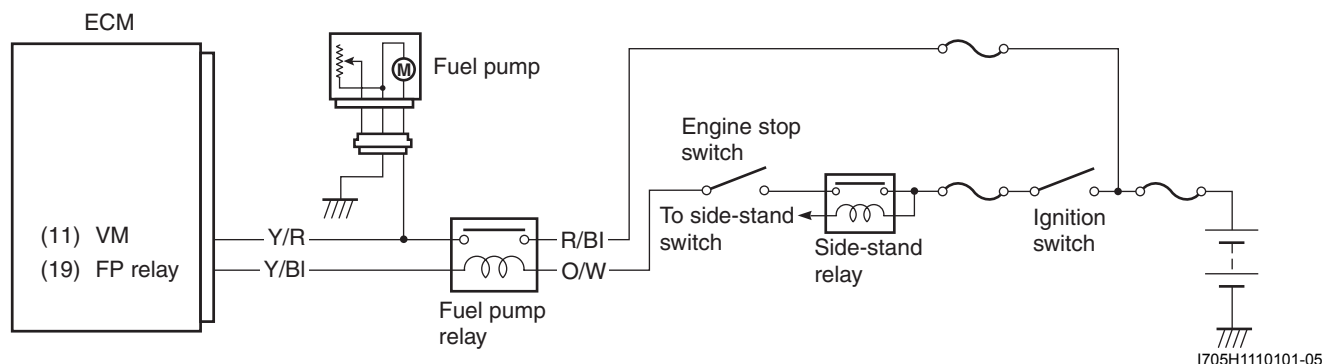 ECM
Fuel pump
M
Engine stop
switch
(11) VM
(19) FP relay
Y/R
Y/Bl
R/Bl
O/W
Fuel pump
relay
To side-stand
switch
Side-stand
relay
Ignition
switch
I705H1110101-05